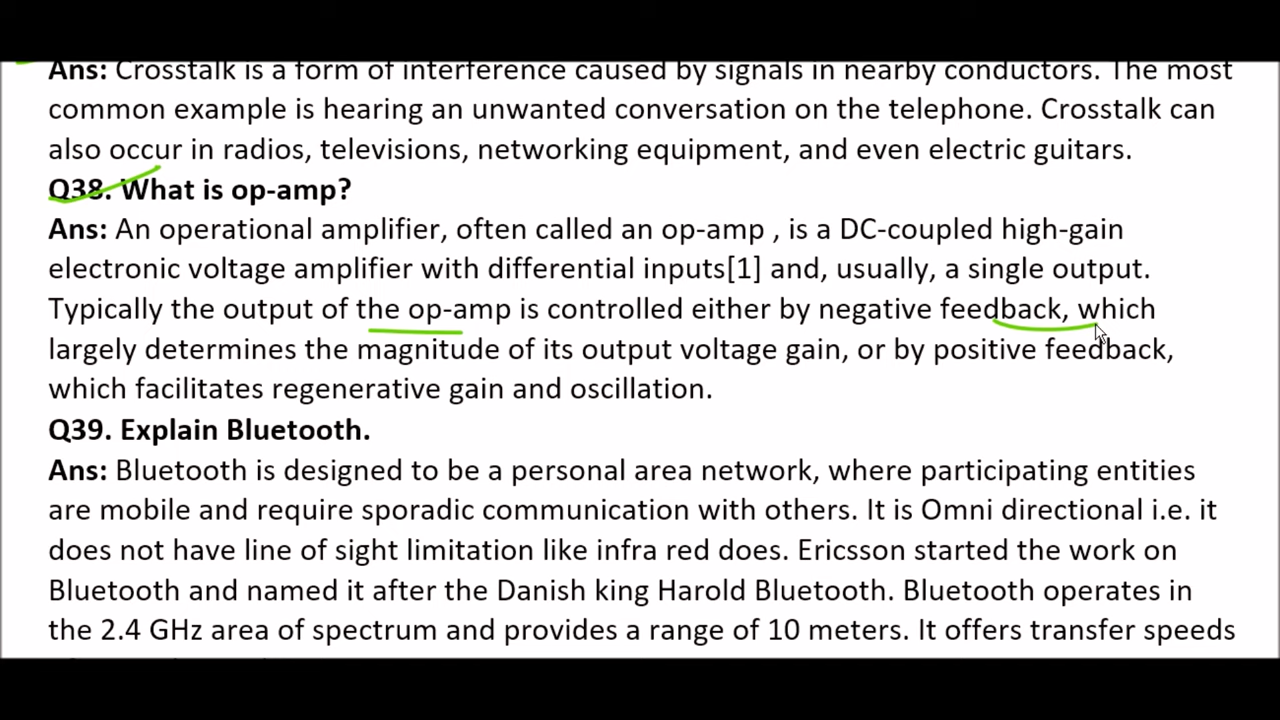 Ans: Crosstalk is a form of interference caused by signals in nearby conductors. The most
common example is hearing an unwanted conversation on the telephone. Crosstalk can
also occur in radios, televisions, networking equipment, and even electric guitars.
Q38. What is op-amp?
Ans: An operational amplifier, often called an op-amp , is a DC-coupled high-gain
electronic voltage amplifier with differential inputs[1] and, usually, a single output.
Typically the output of the op-amp is controlled either by negative feedback, which
largely determines the magnitude of its output voltage gain, or by positive feedback,
which facilitates regenerative gain and oscillation.
Q39. Explain Bluetooth.
Ans: Bluetooth is designed to be a personal area network, where participating entities
are mobile and require sporadic communication with others. It is Omni directional i.e. it
does not have line of sight limitation like infra red does. Ericsson started the work on
Bluetooth and named it after the Danish king Harold Bluetooth. Bluetooth operates in
the 2.4 GHz area of spectrum and provides a range of 10 meters. It offers transfer speeds